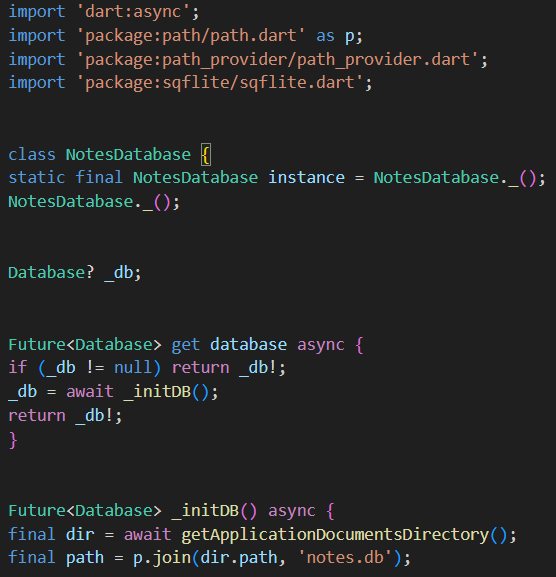 import 'dart:async';
import 'package:path/path.dart' as p;
import 'package:path_provider/path_provider.dart';
import 'package:sqflite/sqflite.dart';
class NotesDatabase {
static final NotesDatabase instance = NotesDatabase._();
NotesDatabase._();
Database? _db;
Future<Database> get database async {
if (_db != null) return _db!;
_db = await _initDB();
return _db!;
}
Future<Database> _initDB() async {
final dir = await getApplicationDocumentsDirectory();
final path = p.join(dir.path, 'notes.db');